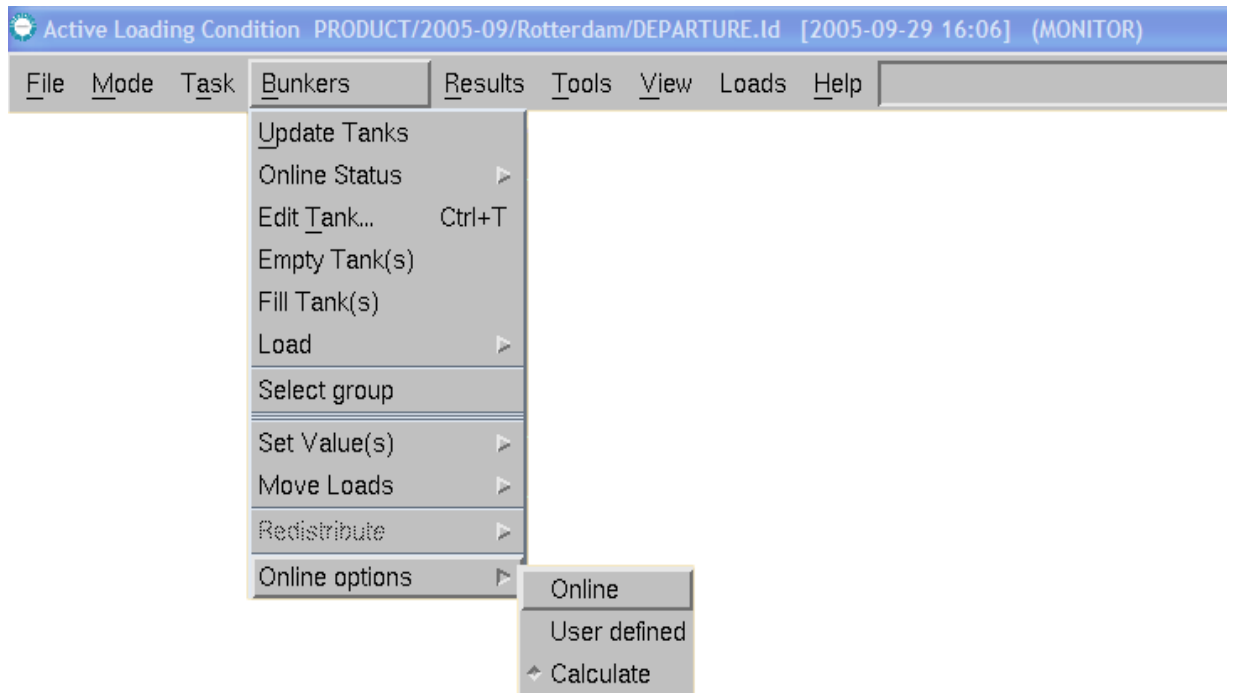 Active Loading Condition PRODUCT/2005-09/Rotterdam/DEPARTURE.ld [2005-09-29 16:06] (MONITOR)
File Mode Task Bunkers Results Tools View Loads Help
Update Tanks
Online Status
Edit Tank... Ctrl+T
Empty Tank(s)
Fill Tank(s)
Load
Select group
Set Value(s)
Move Loads
Redistribute
Online options
Online
User defined
Calculate